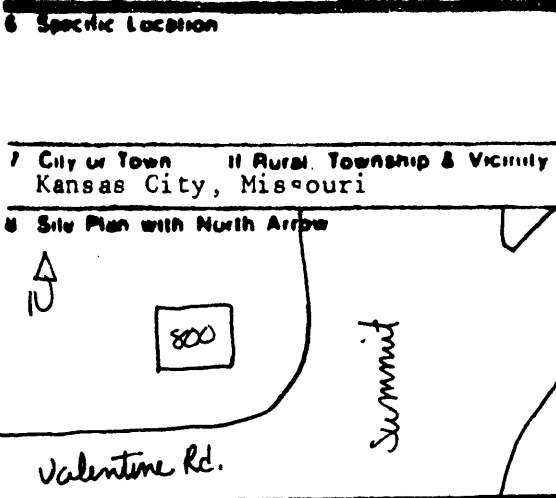 6 Specific Location
7 City or Town If Rural, Township & Vicinity
Kansas City, Missouri
8 Site Plan with North Arrow
N
800
Summit
Valentine Rd.